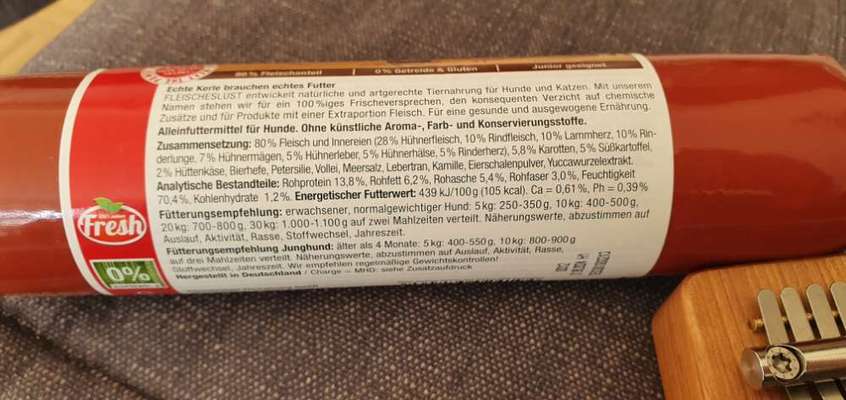 80% Fleischanteil 0% Getreide & Gluten Junior geeignet
Echte Kerle brauchen echtes Futter
FLEISCHESLUST entwickelt natürliche und artgerechte Tiernahrung für Hunde und Katzen. Mit unserem
Namen stehen wir für ein 100%iges Frischeversprechen, den konsequenten Verzicht auf chemische
Zusätze und für Produkte mit einer Extraportion Fleisch. Für eine gesunde und ausgewogene Ernährung.
Alleinfuttermittel für Hunde. Ohne künstliche Aroma-, Farb- und Konservierungsstoffe.
Zusammensetzung: 80% Fleisch und Innereien (28% Hühnerfleisch, 10% Rindfleisch, 10% Lammherz, 10% Rin-
derlunge, 7% Hühnermägen, 5% Hühnerleber, 5% Hühnerhälse, 5% Rinderherz), 5,8% Karotten, 5% Süßkartoffel,
2% Hüttenkäse, Bierhefe, Petersilie, Vollei, Meersalz, Lebertran, Kamille, Eierschalenpulver, Yuccawurzelextrakt.
Analytische Bestandteile: Rohprotein 13,8%, Rohfett 6,2%, Rohasche 5,4%, Rohfaser 3,0%, Feuchtigkeit
70,4%, Kohlenhydrate 1,2%. Energetischer Futterwert: 439 kJ/100g (105 kcal). Ca = 0,61%, Ph = 0,39%
Fütterungsempfehlung: erwachsener, normalgewichtiger Hund: 5kg: 250-350g, 10kg: 400-500g,
20kg: 700-800g, 30kg: 1.000-1.100g auf zwei Mahlzeiten verteilt. Näherungswerte, abzustimmen auf
Auslauf, Aktivität, Rasse, Stoffwechsel, Jahreszeit.
Fütterungsempfehlung Junghund: älter als 4 Monate: 5kg: 400-550g, 10kg: 800-900g
auf drei Mahlzeiten verteilt. Näherungswerte, abzustimmen auf Auslauf, Aktivität, Rasse,
Stoffwechsel, Jahreszeit. Wir empfehlen regelmäßige Gewichtskontrollen!
Hergestellt in Deutschland / Charge = MHD: siehe Zusatzaufdruck
fresh
0%